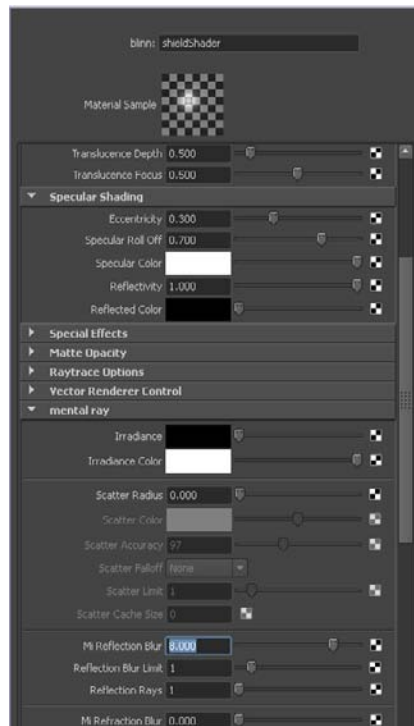 blinn: shieldShader
Material Sample
Translucence Depth 0.500
Translucence Focus 0.500
Specular Shading
Eccentricity 0.300
Specular Roll Off 0.700
Specular Color
Reflectivity 1.000
Reflected Color
Special Effects
Matte Opacity
Raytrace Options
Vector Renderer Control
mental ray
Irradiance
Irradiance Color
Scatter Radius 0.000
Scatter Color
Scatter Accuracy 97
Scatter Falloff None
Scatter Limit 1
Scatter Cache Size 0
Mi Reflection Blur 8.000
Reflection Blur Limit 1
Reflection Rays 1
Mi Refraction Blur 0.000